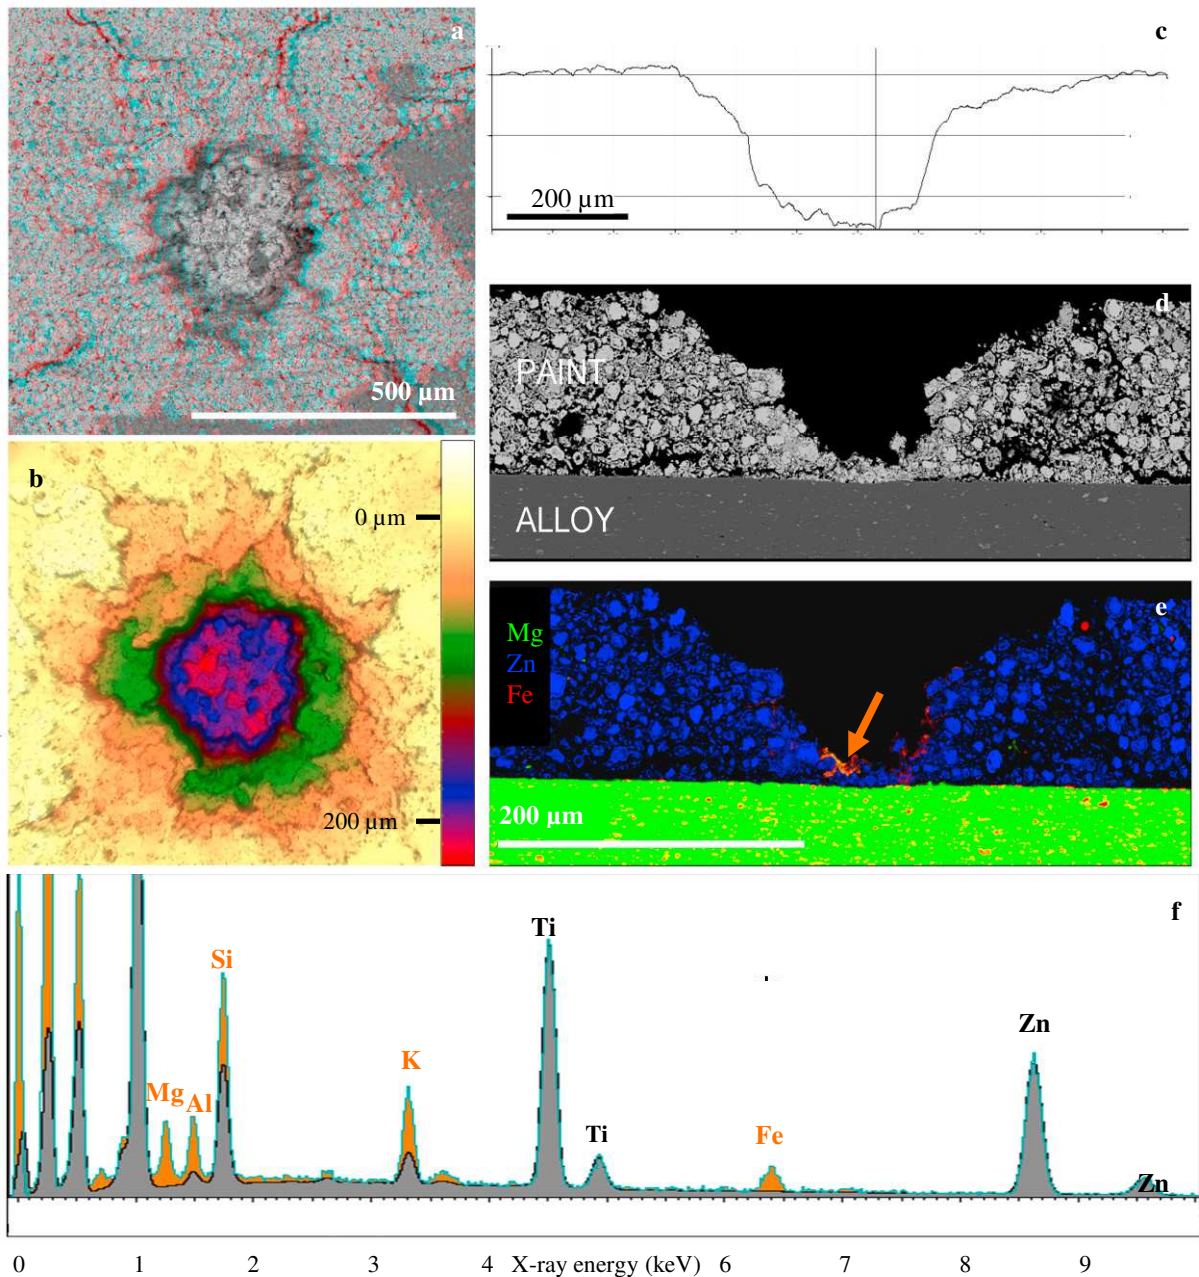 a
500 µm
b
0 µm
200 µm
c
200 µm
d
PAINT
ALLOY
e
Mg
Zn
Fe
200 µm
f
Si
Mg
Al
K
Ti
Ti
Fe
Zn
Zn
0 1 2 3 4 X-ray energy (keV) 6 7 8 9